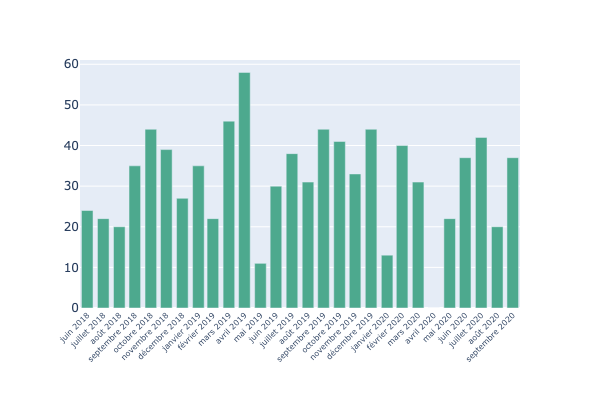 60
50
40
30
20
10
0
juin 2018
juillet 2018
août 2018
septembre 2018
octobre 2018
novembre 2018
décembre 2018
janvier 2019
février 2019
mars 2019
avril 2019
mai 2019
juin 2019
juillet 2019
août 2019
septembre 2019
octobre 2019
novembre 2019
décembre 2019
janvier 2020
février 2020
mars 2020
avril 2020
mai 2020
juin 2020
juillet 2020
août 2020
septembre 2020